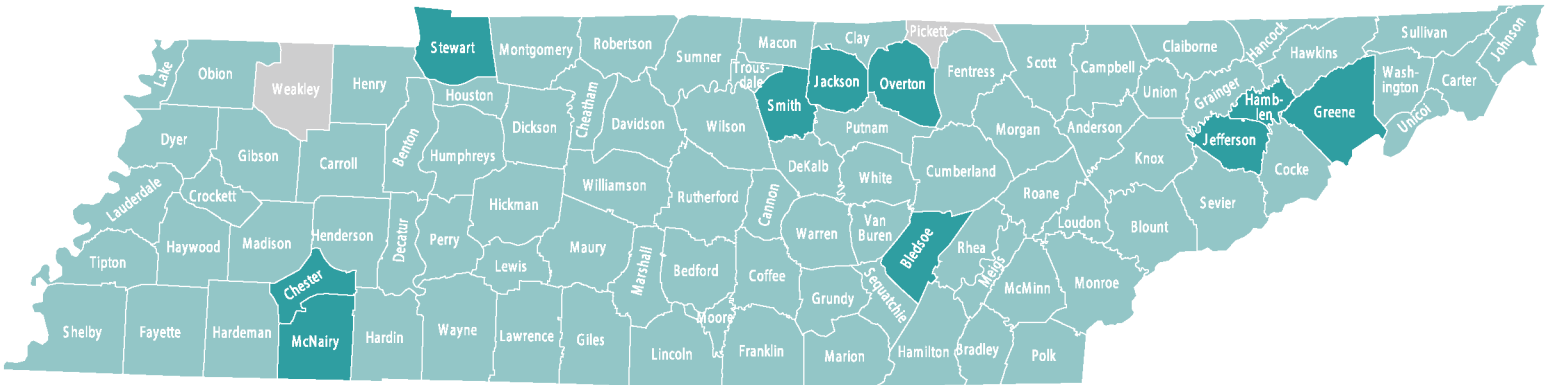 Lake
Obion
Weakley
Henry
Stewart
Montgomery
Robertson
Sumner
Macon
Trous-
dale
Clay
Pickett
Jackson
Overton
Fentress
Scott
Campbell
Claiborne
Hancock
Hawkins
Sullivan
Johnson
Carter
Wash-
ington
Unicoi
Greene
Hamb-
len
Grainger
Union
Jefferson
Cocke
Sevier
Knox
Anderson
Morgan
Smith
Putnam
Houston
Dickson
Cheatham
Davidson
Wilson
DeKalb
White
Cumberland
Roane
Loudon
Blount
Dyer
Gibson
Carroll
Benton
Humphreys
Hickman
Williamson
Rutherford
Cannon
Warren
Van
Buren
Bledsoe
Rhea
Meigs
McMinn
Monroe
Lauderdale
Crockett
Haywood
Madison
Henderson
Decatur
Perry
Lewis
Maury
Marshall
Bedford
Coffee
Grundy
Sequatchie
Tipton
Chester
Shelby
Fayette
Hardeman
McNairy
Hardin
Wayne
Lawrence
Giles
Lincoln
Moore
Franklin
Marion
Hamilton
Bradley
Polk